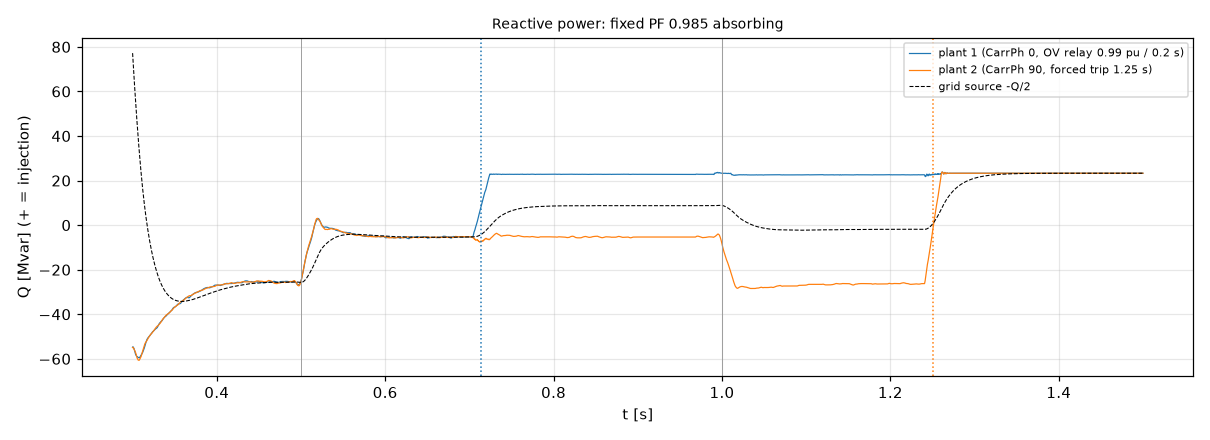 Reactive power: fixed PF 0.985 absorbing
plant 1 (CarrPh 0, OV relay 0.99 pu / 0.2 s)
plant 2 (CarrPh 90, forced trip 1.25 s)
grid source -Q/2
Q [Mvar] (+ = injection)
80
60
40
20
0
−20
−40
−60
0.4
0.6
0.8
1.0
1.2
1.4
t [s]